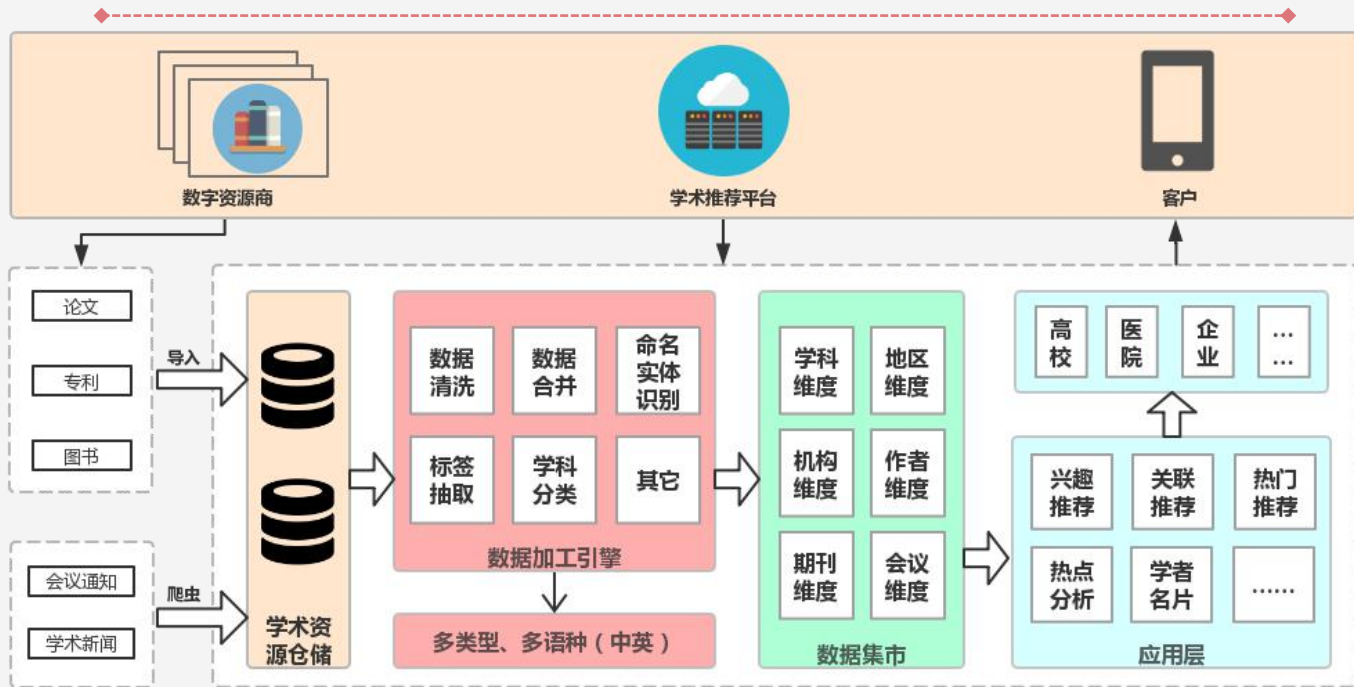 数字资源商
学术推荐平台
客户
论文
专利
图书
导入
会议通知
学术新闻
爬虫
学术资
源仓储
数据
清洗
数据
合并
命名
实体
识别
标签
抽取
学科
分类
其它
数据加工引擎
多类型、多语种（中英）
学科
维度
地区
维度
机构
维度
作者
维度
期刊
维度
会议
维度
数据集市
高
校
医
院
企
业
…
…
兴趣
推荐
关联
推荐
热门
推荐
热点
分析
学者
名片
……
应用层